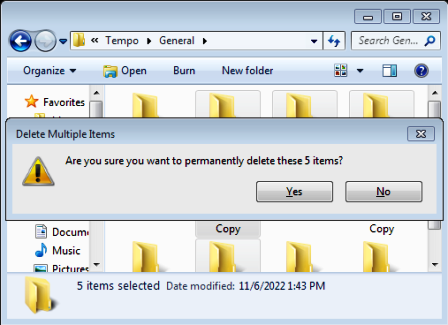 « Tempo General
Search Gen...
Organize Open Burn New folder
Favorites
Delete Multiple Items
Are you sure you want to permanently delete these 5 items?
Yes No
Docum
Copy Copy
Music
Pictures
5 items selected Date modified: 11/6/2022 1:43 PM